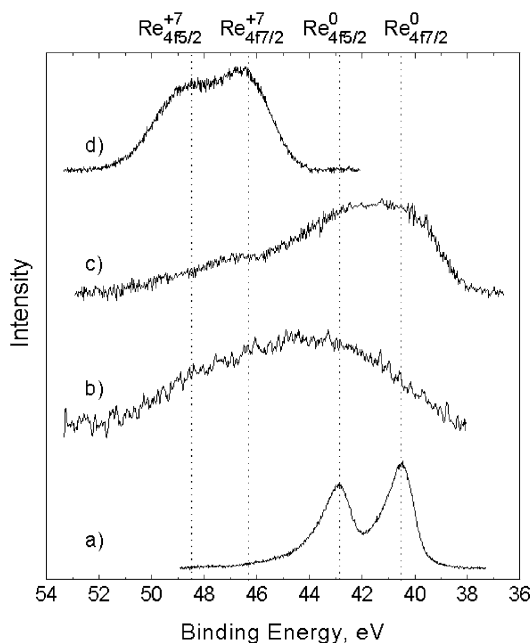 Re+7 4f5/2 Re+7 4f7/2 Re0 4f5/2 Re0 4f7/2
d)
c)
b)
a)
Intensity
54 52 50 48 46 44 42 40 38 36
Binding Energy, eV